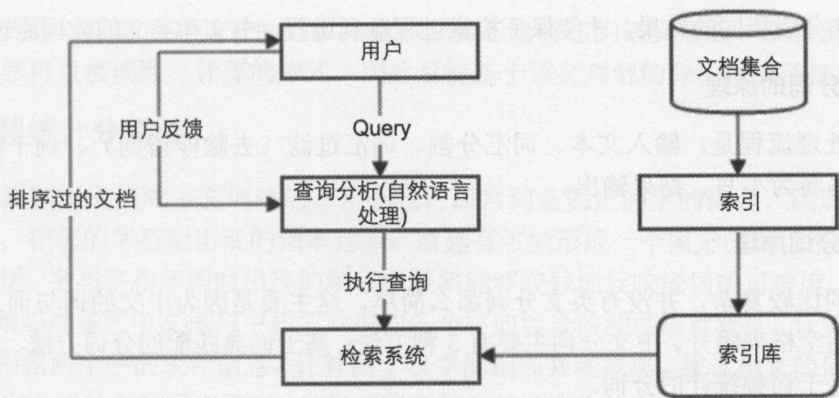 用户
文档集合
用户反馈
Query
排序过的文档
查询分析(自然语言
处理)
索引
执行查询
检索系统
索引库